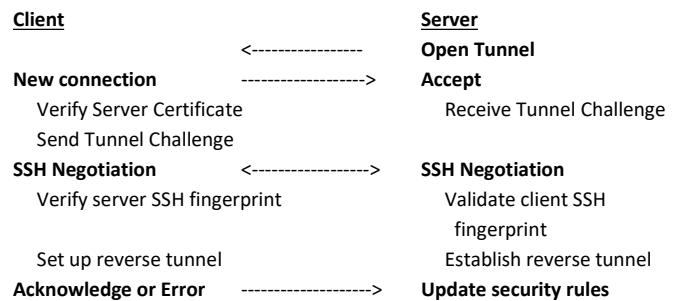 Client Server
<----------------- Open Tunnel
New connection -------------------> Accept
Verify Server Certificate Receive Tunnel Challenge
Send Tunnel Challenge
SSH Negotiation <------------------> SSH Negotiation
Verify server SSH fingerprint Validate client SSH
fingerprint
Set up reverse tunnel Establish reverse tunnel
Acknowledge or Error --------------------> Update security rules